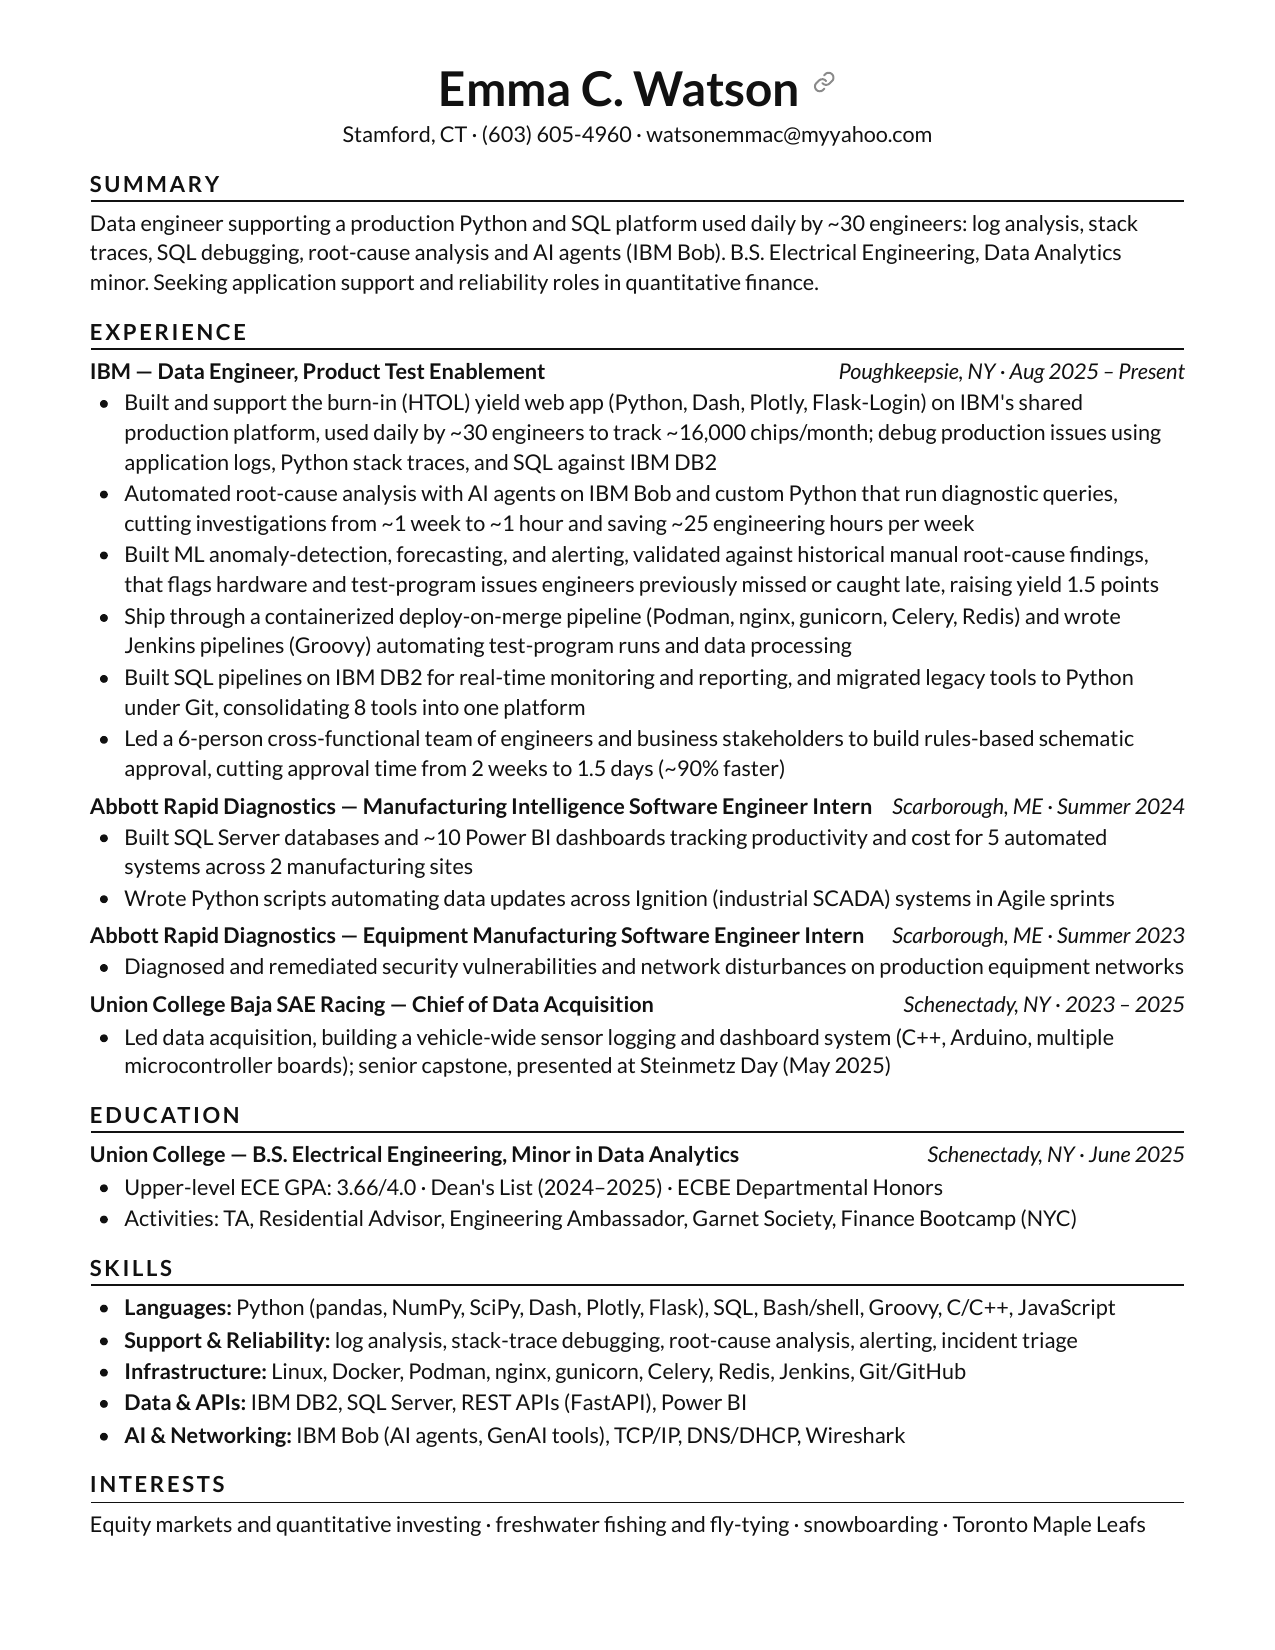 Emma C. Watson
Stamford, CT · (603) 605-4960 · watsonemmac@myyahoo.com
SUMMARY
Data engineer supporting a production Python and SQL platform used daily by ~30 engineers: log analysis, stack
traces, SQL debugging, root-cause analysis and AI agents (IBM Bob). B.S. Electrical Engineering, Data Analytics
minor. Seeking application support and reliability roles in quantitative finance.
EXPERIENCE
IBM — Data Engineer, Product Test Enablement Poughkeepsie, NY · Aug 2025 – Present
• Built and support the burn-in (HTOL) yield web app (Python, Dash, Plotly, Flask-Login) on IBM's shared
production platform, used daily by ~30 engineers to track ~16,000 chips/month; debug production issues using
application logs, Python stack traces, and SQL against IBM DB2
• Automated root-cause analysis with AI agents on IBM Bob and custom Python that run diagnostic queries,
cutting investigations from ~1 week to ~1 hour and saving ~25 engineering hours per week
• Built ML anomaly-detection, forecasting, and alerting, validated against historical manual root-cause findings,
that flags hardware and test-program issues engineers previously missed or caught late, raising yield 1.5 points
• Ship through a containerized deploy-on-merge pipeline (Podman, nginx, gunicorn, Celery, Redis) and wrote
Jenkins pipelines (Groovy) automating test-program runs and data processing
• Built SQL pipelines on IBM DB2 for real-time monitoring and reporting, and migrated legacy tools to Python
under Git, consolidating 8 tools into one platform
• Led a 6-person cross-functional team of engineers and business stakeholders to build rules-based schematic
approval, cutting approval time from 2 weeks to 1.5 days (~90% faster)
Abbott Rapid Diagnostics — Manufacturing Intelligence Software Engineer Intern Scarborough, ME · Summer 2024
• Built SQL Server databases and ~10 Power BI dashboards tracking productivity and cost for 5 automated
systems across 2 manufacturing sites
• Wrote Python scripts automating data updates across Ignition (industrial SCADA) systems in Agile sprints
Abbott Rapid Diagnostics — Equipment Manufacturing Software Engineer Intern Scarborough, ME · Summer 2023
• Diagnosed and remediated security vulnerabilities and network disturbances on production equipment networks
Union College Baja SAE Racing — Chief of Data Acquisition Schenectady, NY · 2023 – 2025
• Led data acquisition, building a vehicle-wide sensor logging and dashboard system (C++, Arduino, multiple
microcontroller boards); senior capstone, presented at Steinmetz Day (May 2025)
EDUCATION
Union College — B.S. Electrical Engineering, Minor in Data Analytics Schenectady, NY · June 2025
• Upper-level ECE GPA: 3.66/4.0 · Dean's List (2024–2025) · ECBE Departmental Honors
• Activities: TA, Residential Advisor, Engineering Ambassador, Garnet Society, Finance Bootcamp (NYC)
SKILLS
• Languages: Python (pandas, NumPy, SciPy, Dash, Plotly, Flask), SQL, Bash/shell, Groovy, C/C++, JavaScript
• Support & Reliability: log analysis, stack-trace debugging, root-cause analysis, alerting, incident triage
• Infrastructure: Linux, Docker, Podman, nginx, gunicorn, Celery, Redis, Jenkins, Git/GitHub
• Data & APIs: IBM DB2, SQL Server, REST APIs (FastAPI), Power BI
• AI & Networking: IBM Bob (AI agents, GenAI tools), TCP/IP, DNS/DHCP, Wireshark
INTERESTS
Equity markets and quantitative investing · freshwater fishing and fly-tying · snowboarding · Toronto Maple Leafs